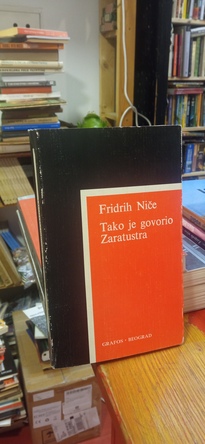 Fridrih Niče
Tako je govorio
Zaratustra
GRAFOS - BEOGRAD